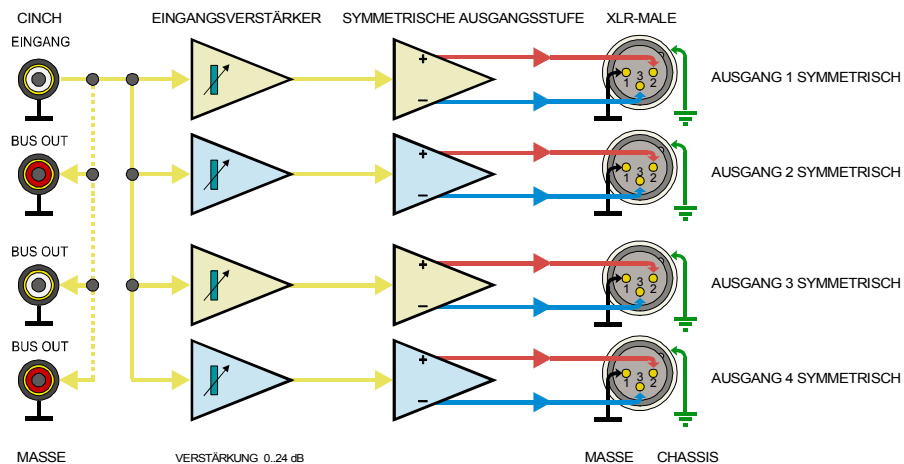 CINCH EINGANGSVERSTÄRKER SYMMETRISCHE AUSGANGSSTUFE XLR-MALE
EINGANG
+
−
1 3 2
AUSGANG 1 SYMMETRISCH
BUS OUT
+
−
1 3 2
AUSGANG 2 SYMMETRISCH
BUS OUT
+
−
1 3 2
AUSGANG 3 SYMMETRISCH
BUS OUT
+
−
1 3 2
AUSGANG 4 SYMMETRISCH
MASSE VERSTÄRKUNG 0..24 dB MASSE CHASSIS